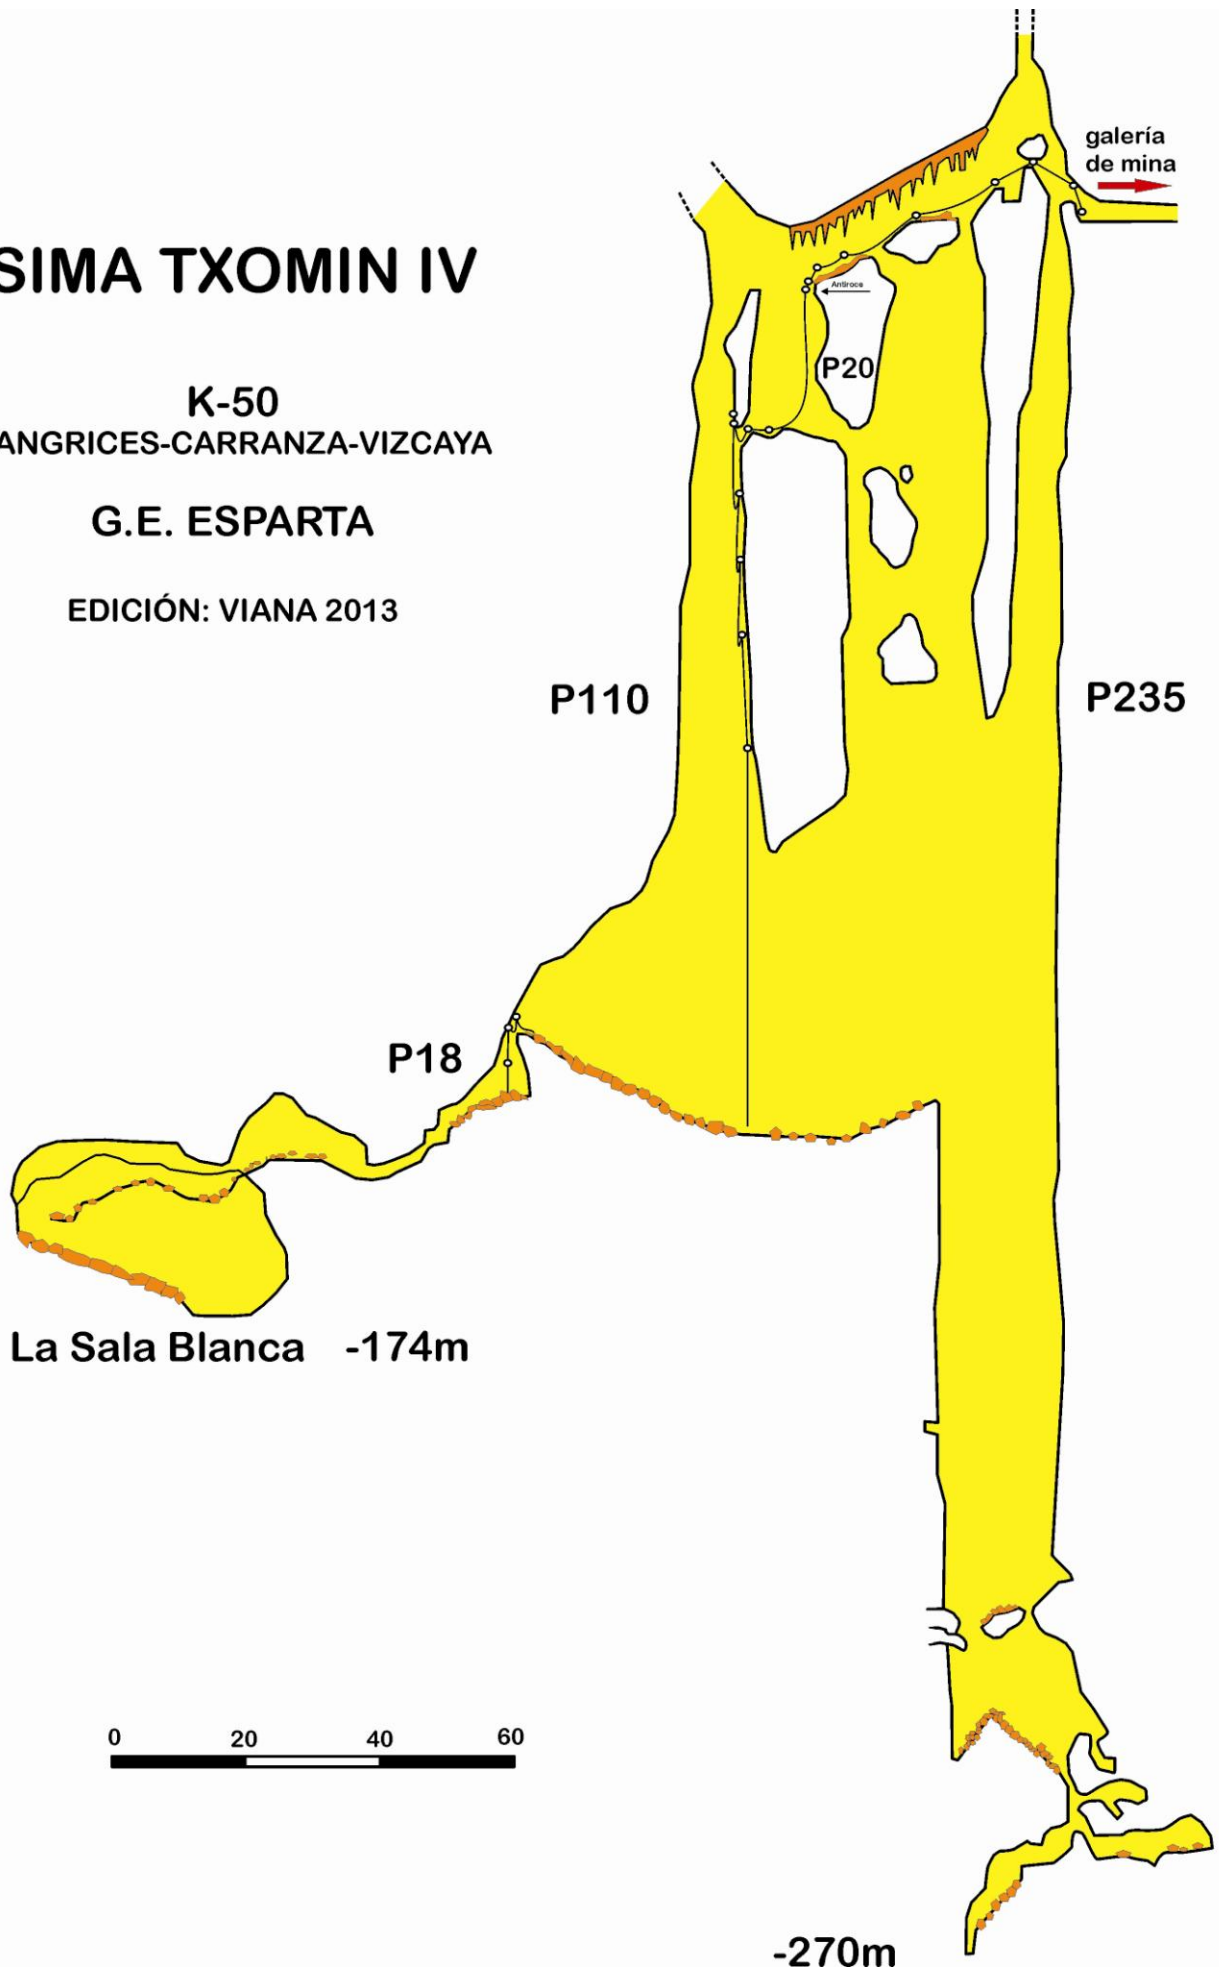 galería
de mina
SIMA TXOMIN IV
Antiroce
P20
K-50
ANGRICES-CARRANZA-VIZCAYA
G.E. ESPARTA
EDICIÓN: VIANA 2013
P110
P235
P18
La Sala Blanca -174m
0 20 40 60
-270m